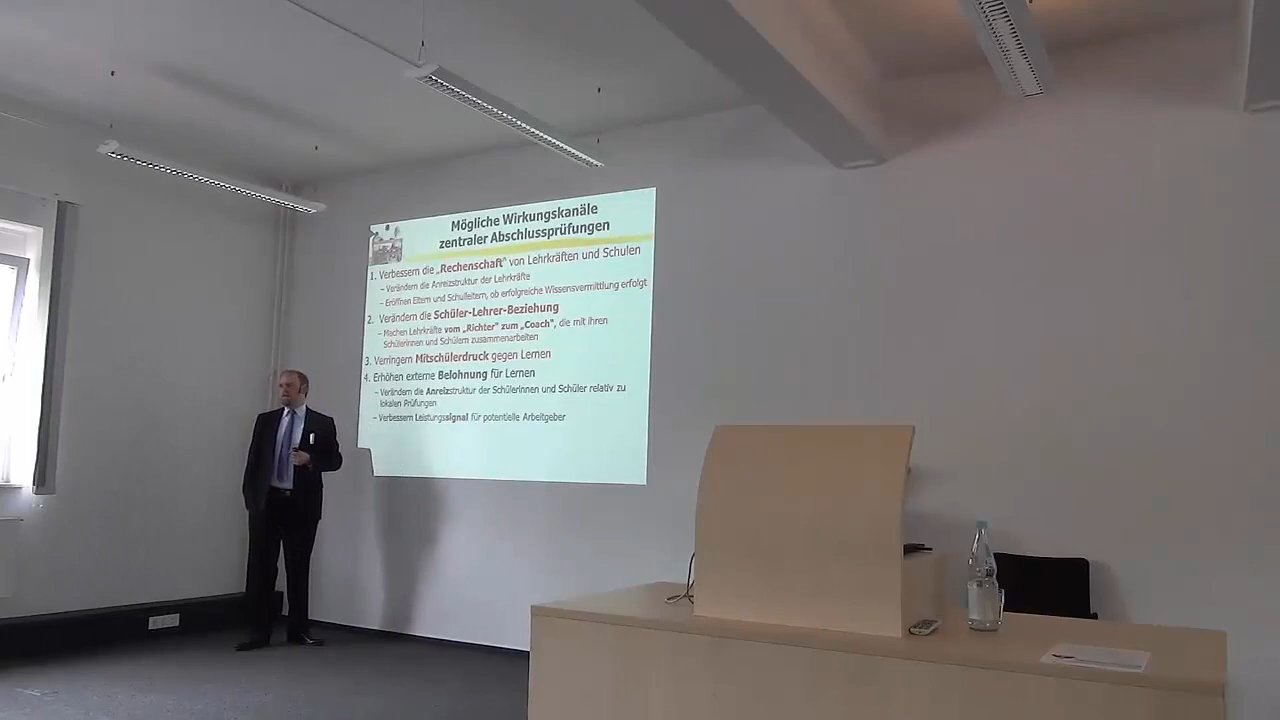 Mögliche Wirkungskanäle
zentraler Abschlussprüfungen
1. Verbessern die „Rechenschaft“ von Lehrkräften und Schulen
– Verändern die Anreizstruktur der Lehrkräfte
– Eröffnen Eltern und Schulleitern, ob erfolgreiche Wissensvermittlung erfolgt
2. Verändern die Schüler-Lehrer-Beziehung
– Machen Lehrkräfte vom „Richter“ zum „Coach“, die mit ihren
Schülerinnen und Schülern zusammenarbeiten
3. Verringern Mitschülerdruck gegen Lernen
4. Erhöhen externe Belohnung für Lernen
– Verändern die Anreizstruktur der Schülerinnen und Schüler relativ zu
lokalen Prüfungen
– Verbessern Leistungssignal für potentielle Arbeitgeber